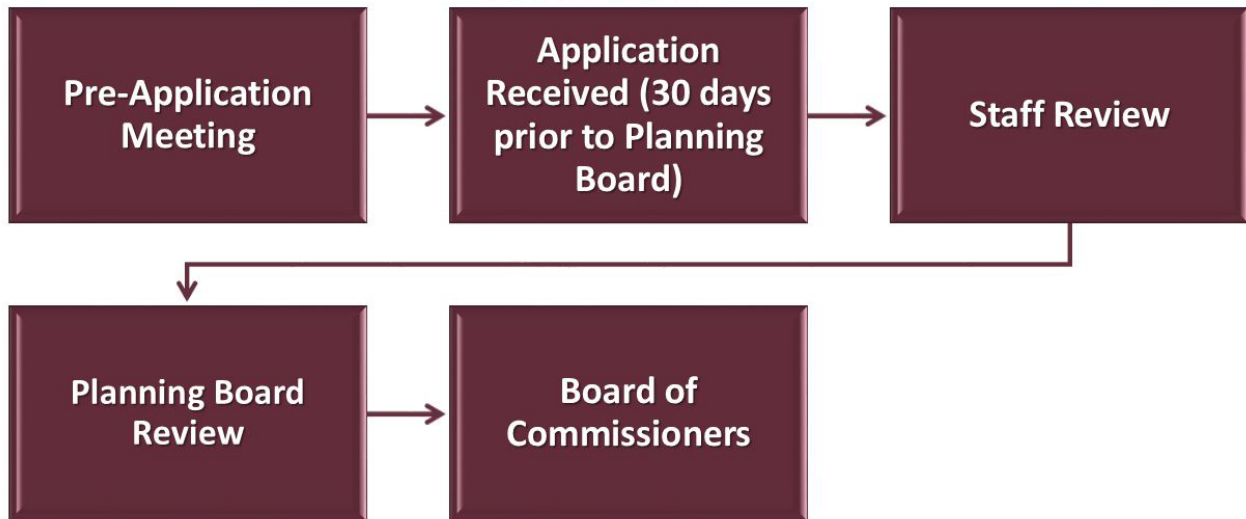 Pre-Application
Meeting
Application
Received (30 days
prior to Planning
Board)
Staff Review
Planning Board
Review
Board of
Commissioners